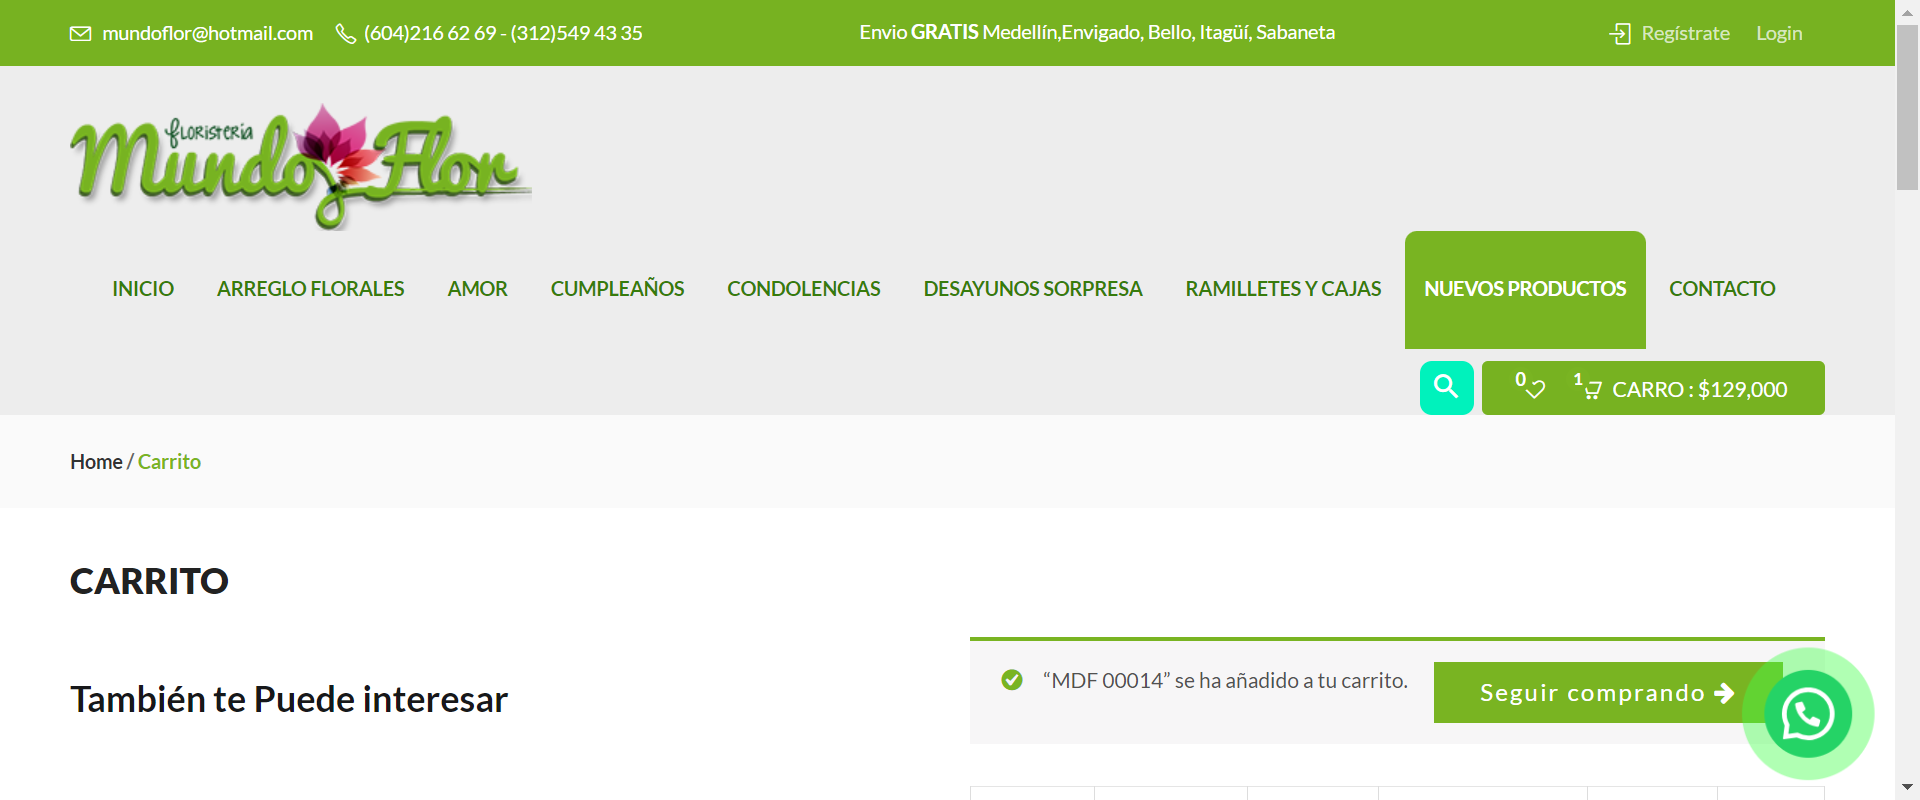 mundoflor@hotmail.com (604)216 62 69 - (312)549 43 35 Envio GRATIS Medellín,Envigado, Bello, Itagüí, Sabaneta Regístrate Login
FLORISTERÍA
Mundo Flor
INICIO ARREGLO FLORALES AMOR CUMPLEAÑOS CONDOLENCIAS DESAYUNOS SORPRESA RAMILLETES Y CAJAS NUEVOS PRODUCTOS CONTACTO
0 1 CARRO : $129,000
Home / Carrito
CARRITO
También te Puede interesar
“MDF 00014” se ha añadido a tu carrito. Seguir comprando